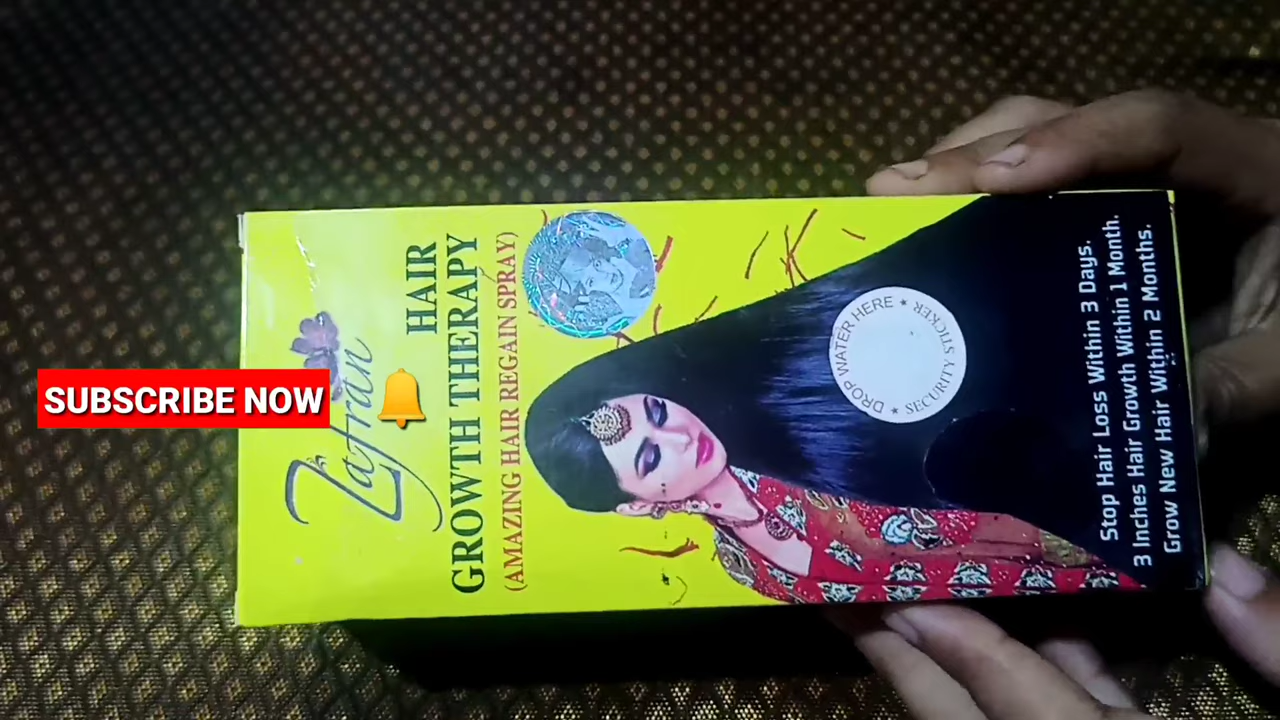 SUBSCRIBE NOW
Zafran
HAIR
GROWTH THERAPY
(AMAZING HAIR REGAIN SPRAY)
DROP WATER HERE ★
SECURITY STICKER ★
Stop Hair Loss Within 3 Days.
3 Inches Hair Growth Within 1 Month.
Grow New Hair Within 2 Months.